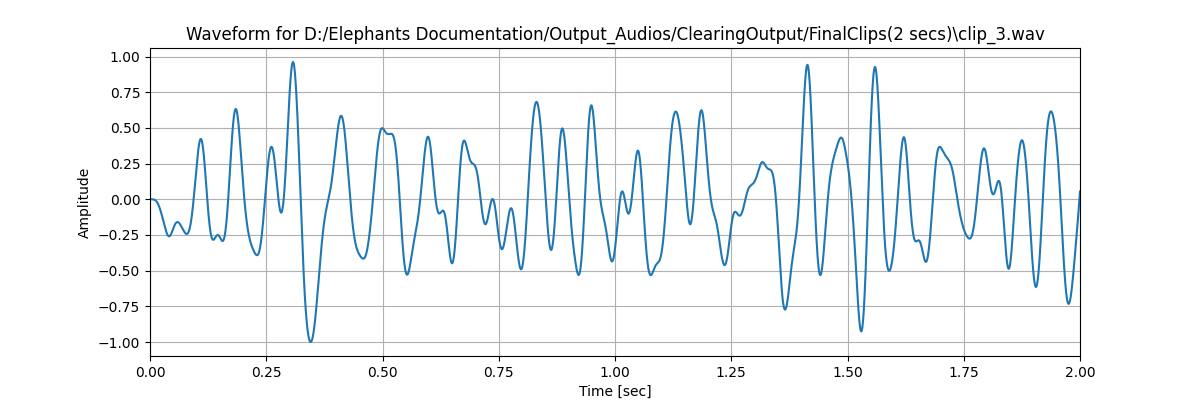 Waveform for D:/Elephants Documentation/Output_Audios/ClearingOutput/FinalClips(2 secs)\clip_3.wav
1.00
0.75
0.50
0.25
0.00
−0.25
−0.50
−0.75
−1.00
Amplitude
0.00 0.25 0.50 0.75 1.00 1.25 1.50 1.75 2.00
Time [sec]